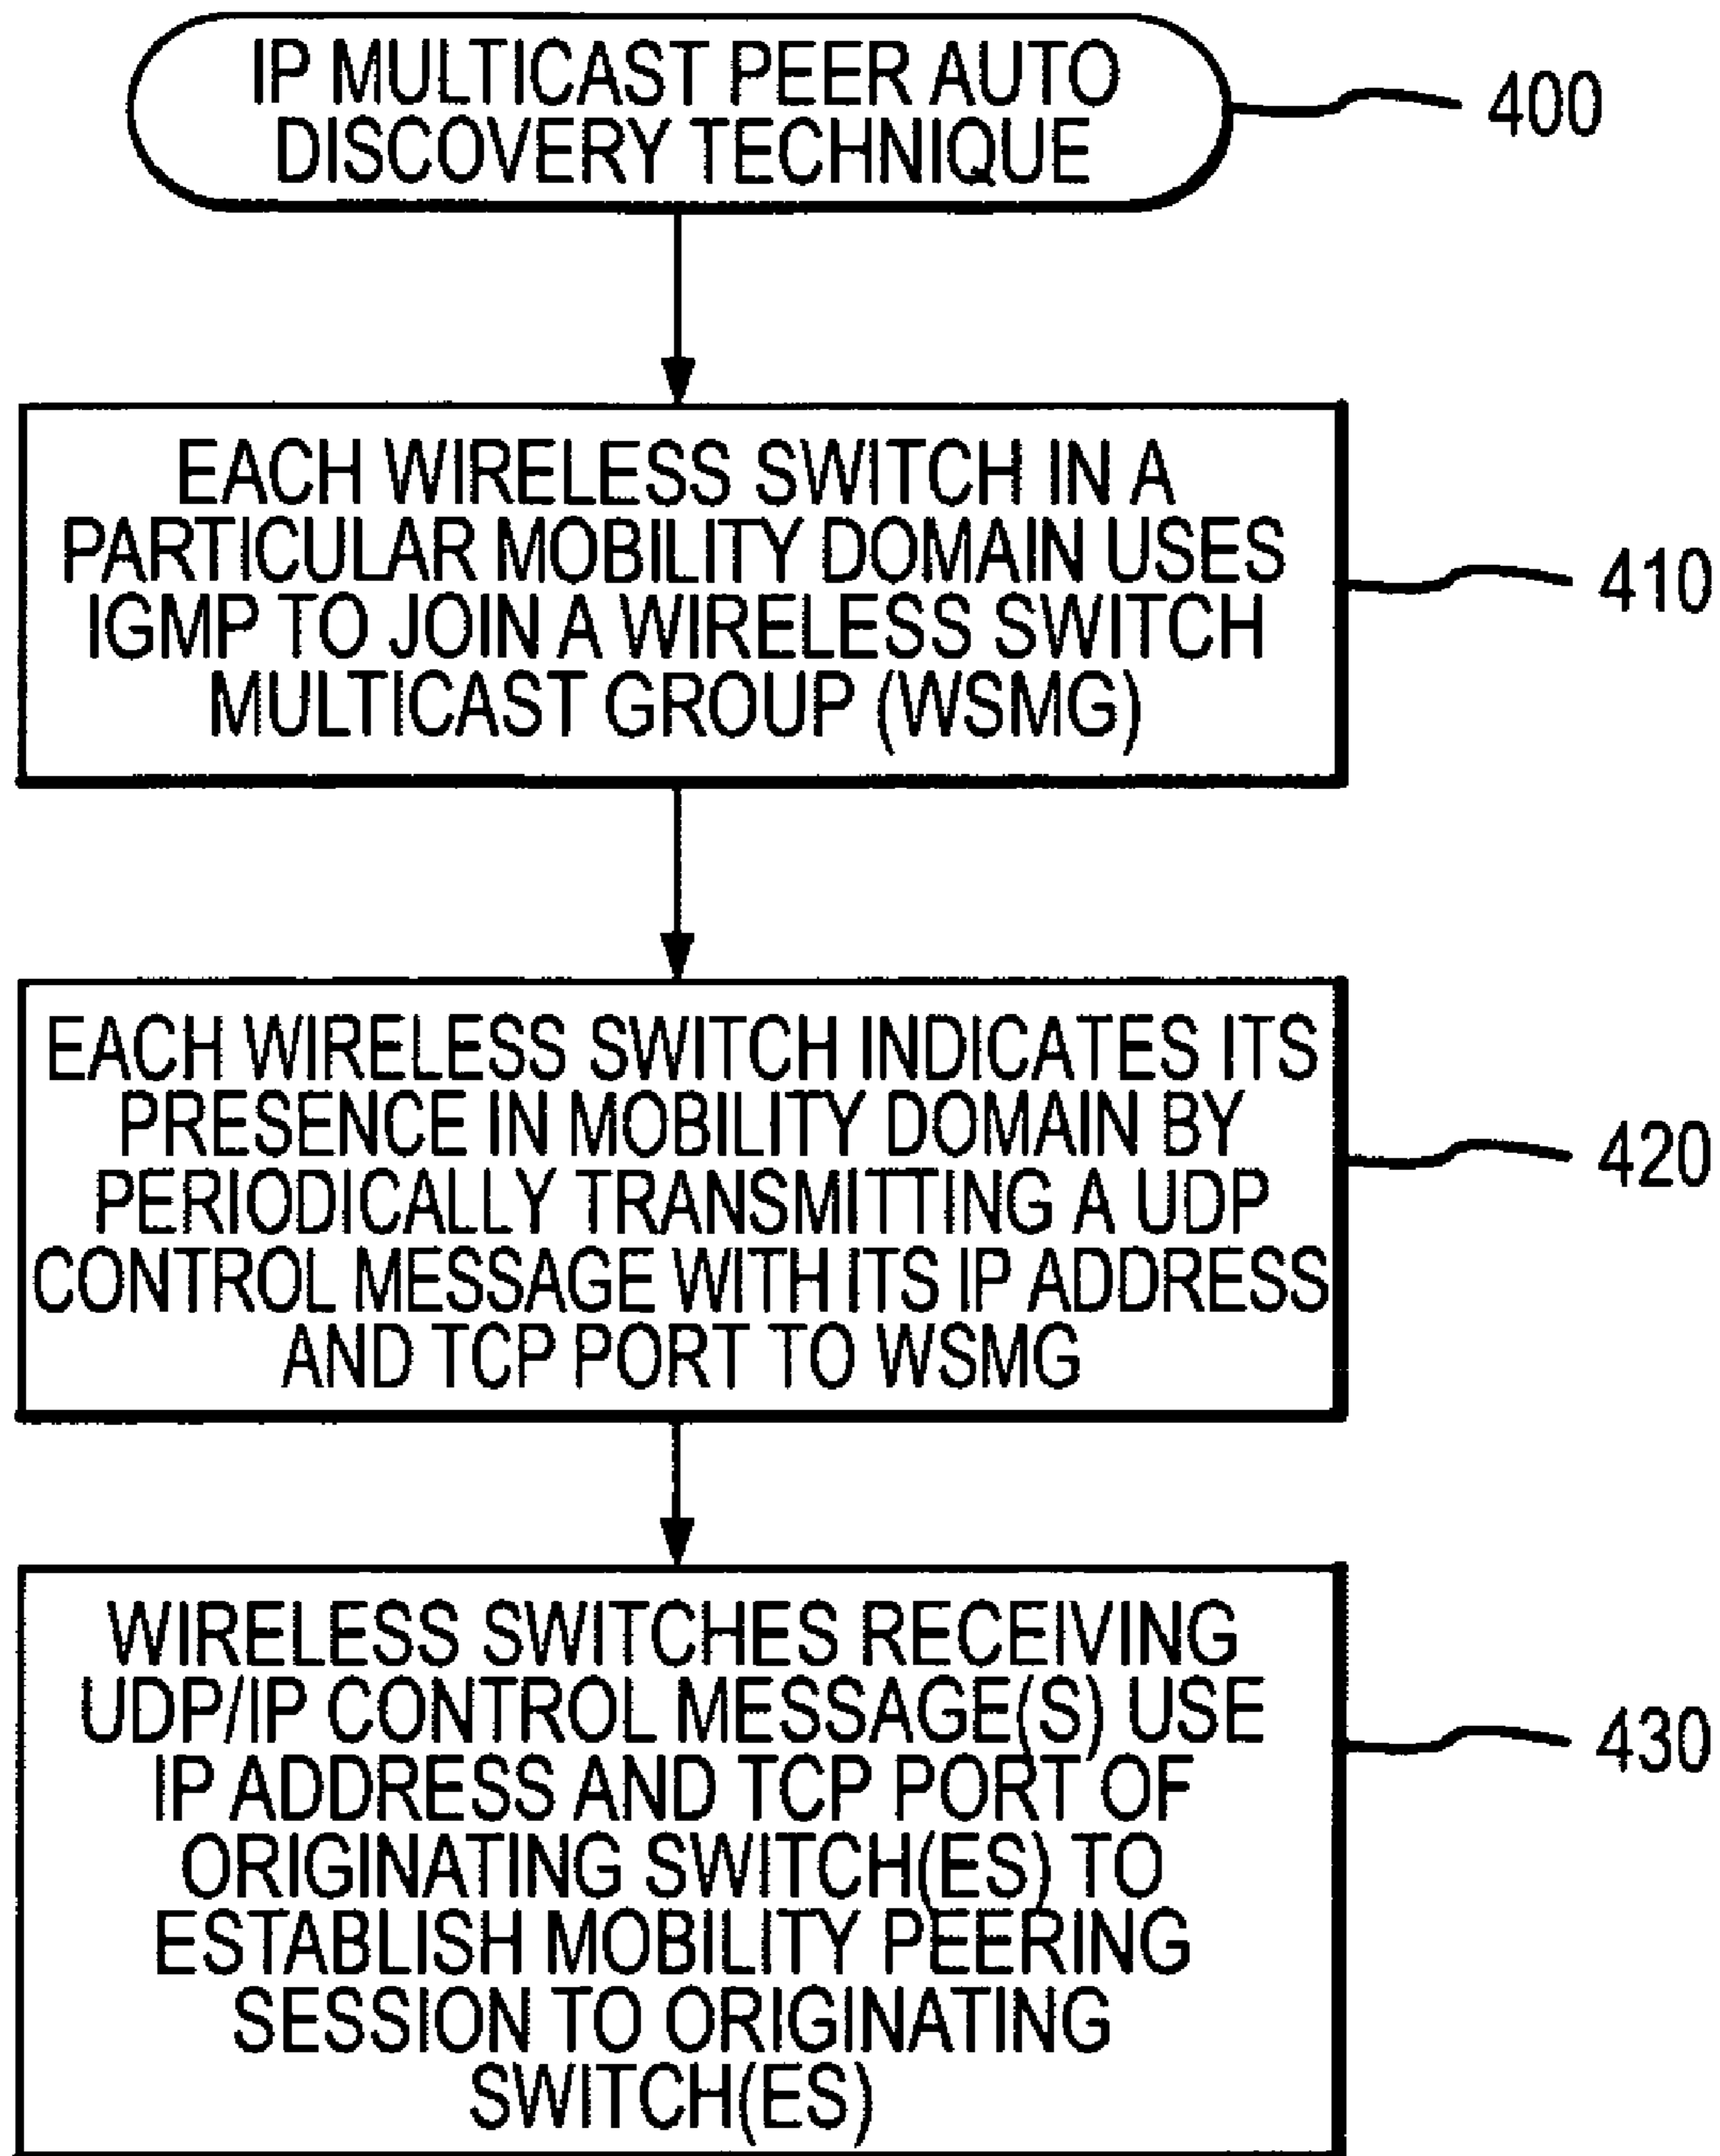 IP MULTICAST PEER AUTO
DISCOVERY TECHNIQUE
400
EACH WIRELESS SWITCH IN A
PARTICULAR MOBILITY DOMAIN USES
IGMP TO JOIN A WIRELESS SWITCH
MULTICAST GROUP (WSMG)
410
EACH WIRELESS SWITCH INDICATES ITS
PRESENCE IN MOBILITY DOMAIN BY
PERIODICALLY TRANSMITTING A UDP
CONTROL MESSAGE WITH ITS IP ADDRESS
AND TCP PORT TO WSMG
420
WIRELESS SWITCHES RECEIVING
UDP/IP CONTROL MESSAGE(S) USE
IP ADDRESS AND TCP PORT OF
ORIGINATING SWITCH(ES) TO
ESTABLISH MOBILITY PEERING
SESSION TO ORIGINATING
SWITCH(ES)
430